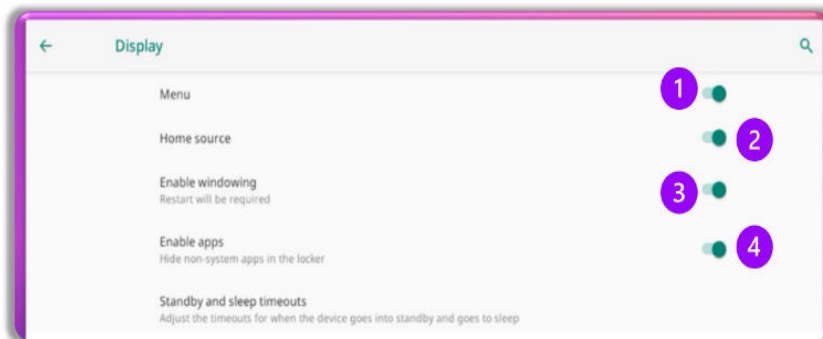 Display
Menu
1
Home source
2
Enable windowing
Restart will be required
3
Enable apps
Hide non-system apps in the locker
4
Standby and sleep timeouts
Adjust the timeouts for when the device goes into standby and goes to sleep